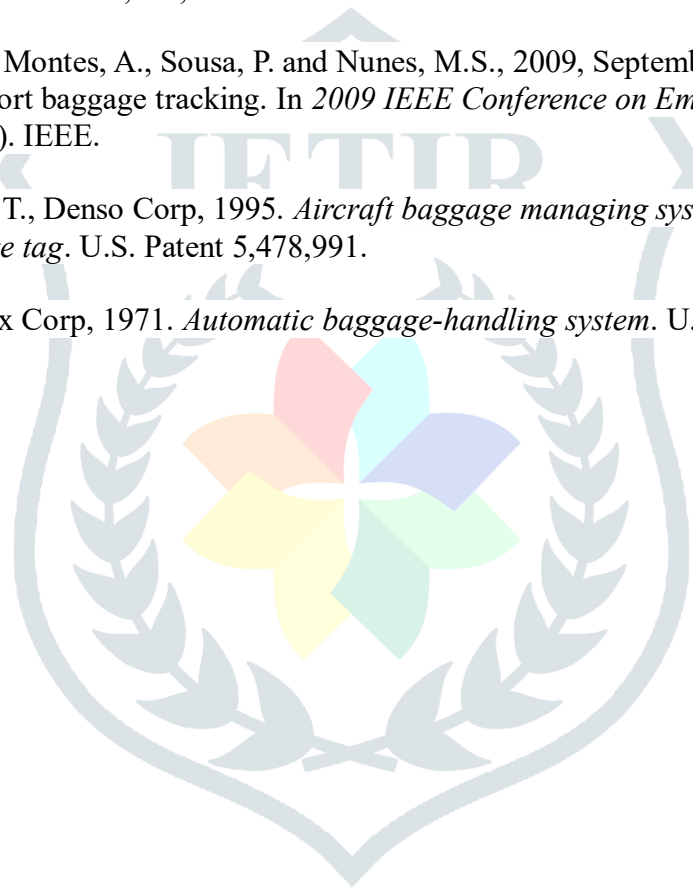 Montes, A., Sousa, P. and Nunes, M.S., 2009, Septemb
ort baggage tracking. In 2009 IEEE Conference on Em
). IEEE.
JETIR
T., Denso Corp, 1995. Aircraft baggage managing sys
e tag. U.S. Patent 5,478,991.
x Corp, 1971. Automatic baggage-handling system. U.